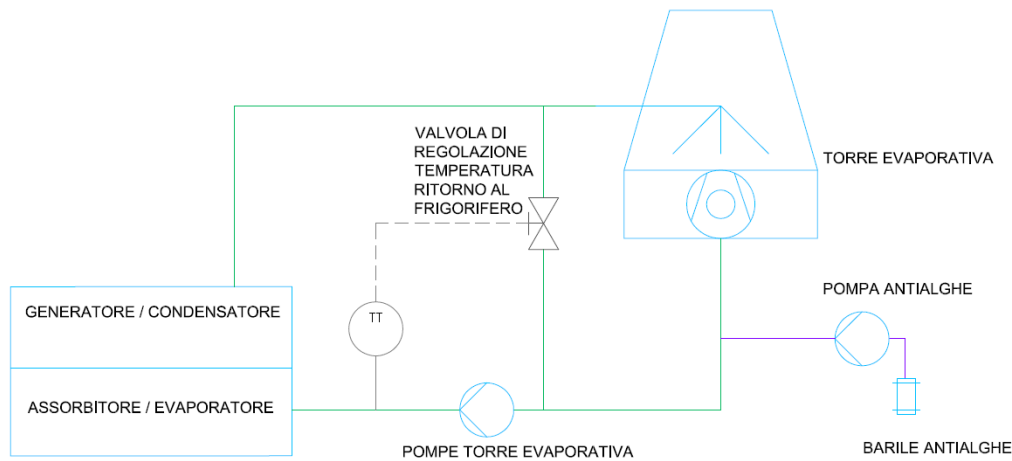 VALVOLA DI
REGOLAZIONE
TEMPERATURA
RITORNO AL
FRIGORIFERO
TORRE EVAPORATIVA
GENERATORE / CONDENSATORE
TT
POMPA ANTIALGHE
ASSORBITORE / EVAPORATORE
POMPE TORRE EVAPORATIVA
BARILE ANTIALGHE